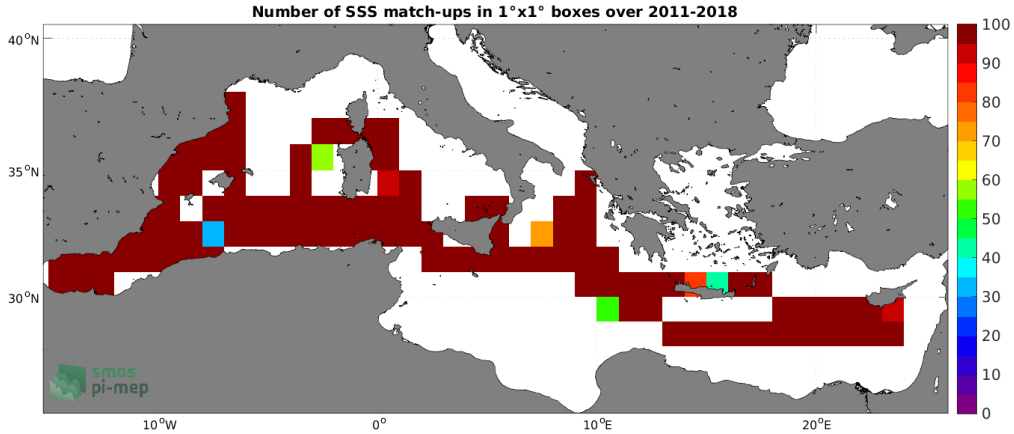 Number of SSS match-ups in 1°x1° boxes over 2011-2018
40°N
35°N
30°N
10°W
0°
10°E
20°E
100
90
80
70
60
50
40
30
20
10
0
smos
pi-mep